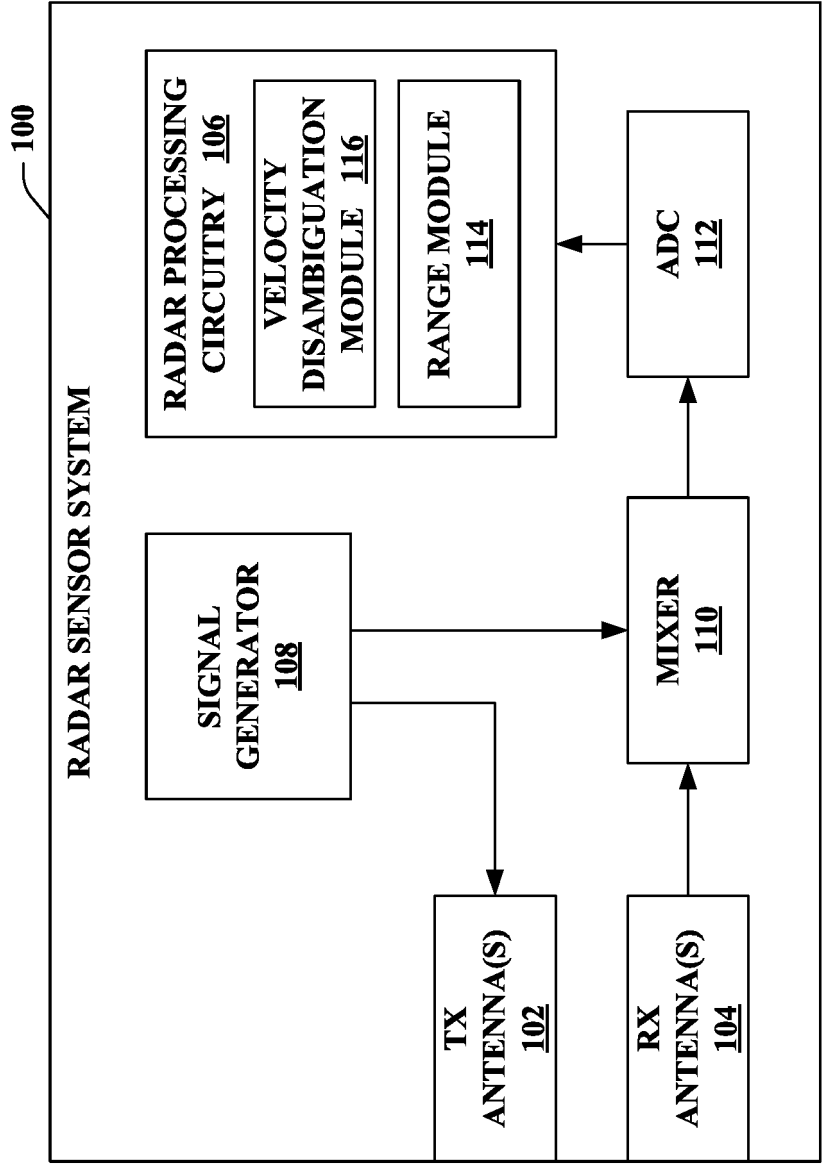 100
RADAR SENSOR SYSTEM
SIGNAL
GENERATOR
108
RADAR PROCESSING
CIRCUITRY 106
VELOCITY
DISAMBIGUATION
MODULE 116
RANGE MODULE
114
TX
ANTENNA(S)
102
RX
ANTENNA(S)
104
MIXER
110
ADC
112